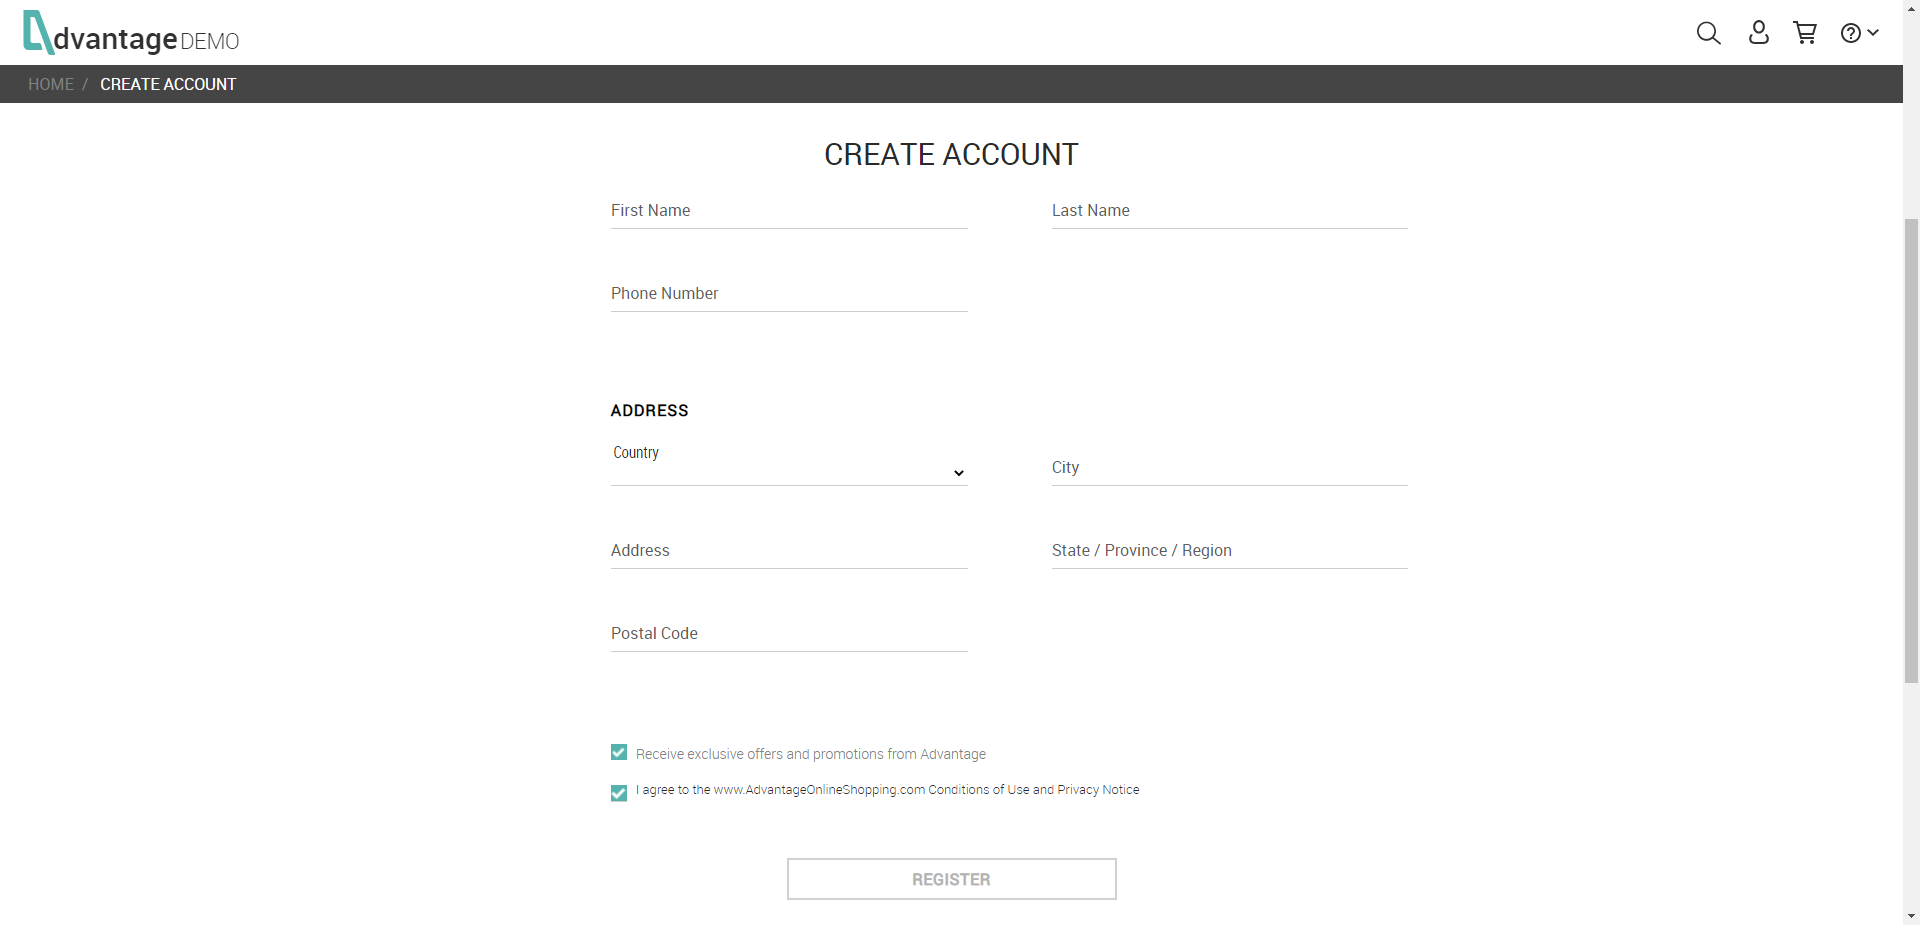 dvantage DEMO
HOME / CREATE ACCOUNT
CREATE ACCOUNT
First Name
Last Name
Phone Number
ADDRESS
Country
City
Address
State / Province / Region
Postal Code
Receive exclusive offers and promotions from Advantage
I agree to the www.AdvantageOnlineShopping.com Conditions of Use and Privacy Notice
REGISTER